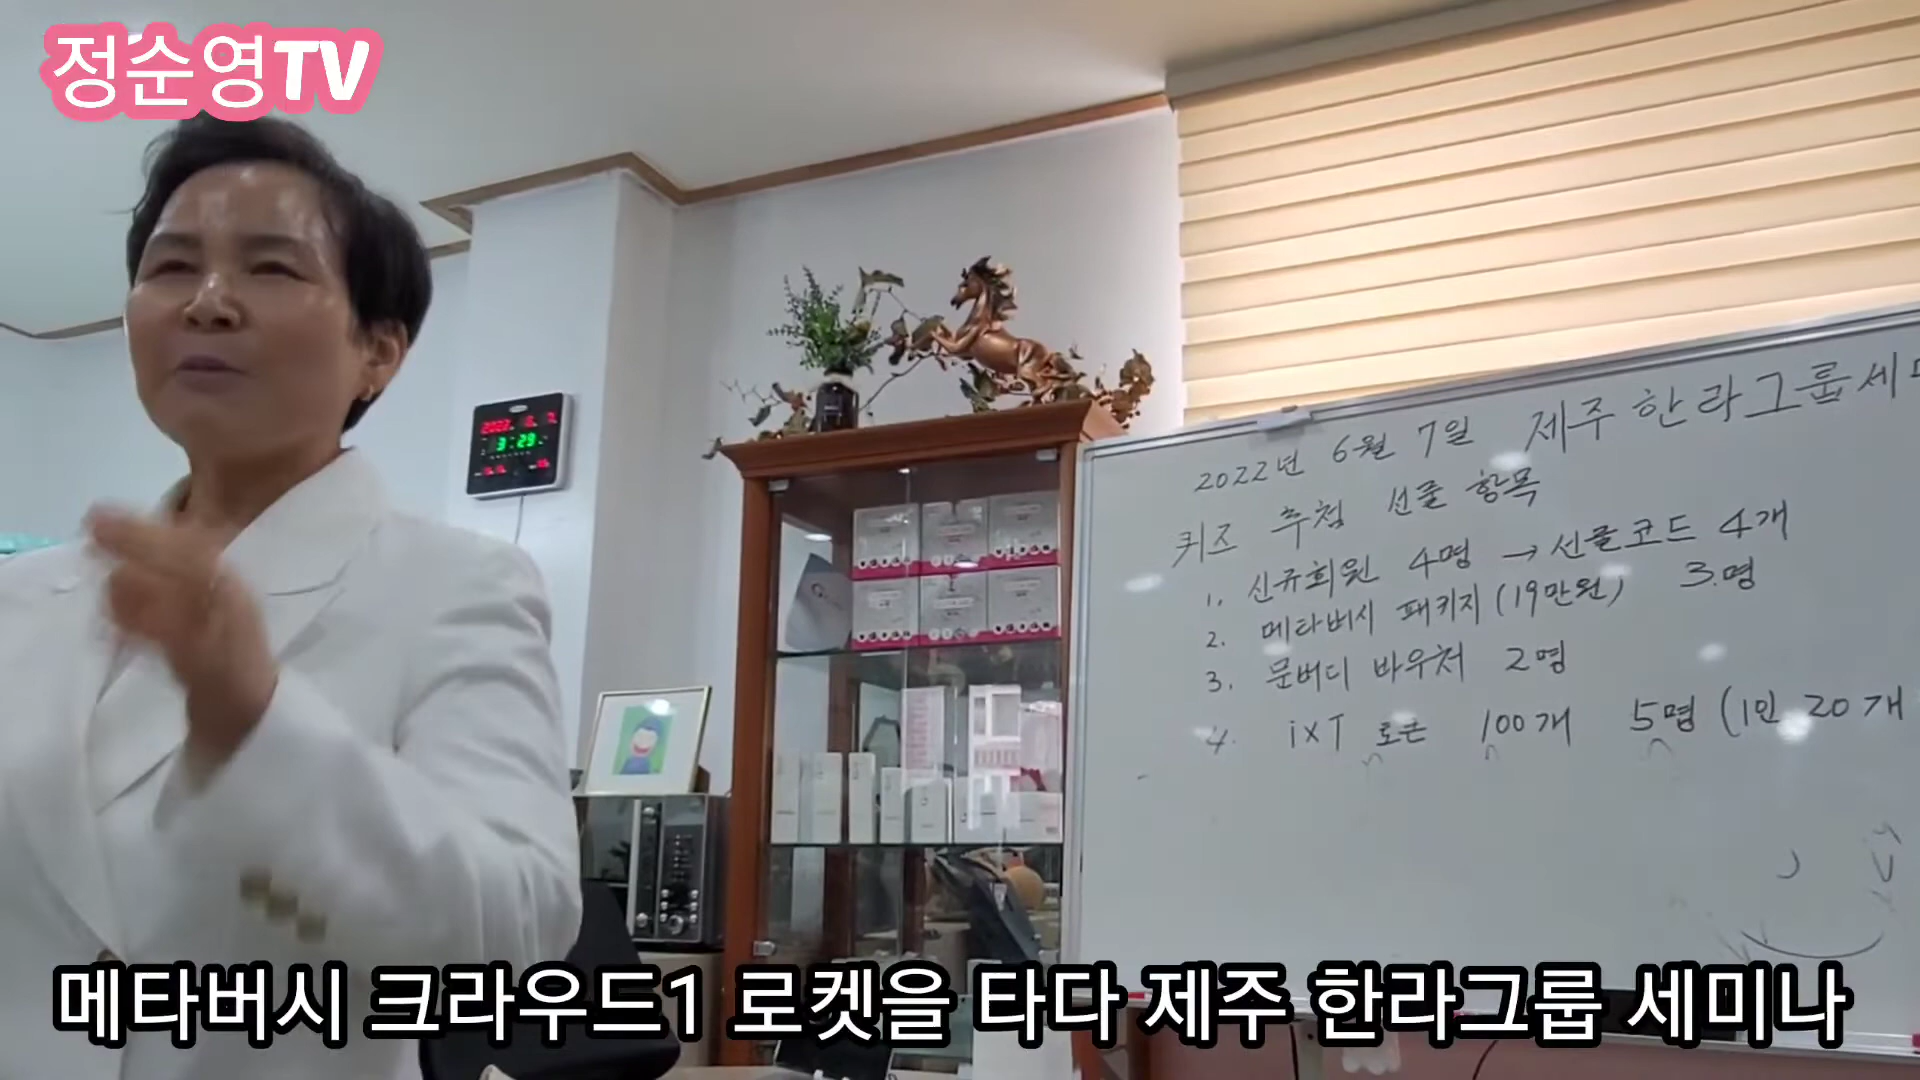 정순영TV
2022년 6월 7일 제주한라그룹세미
퀴즈 추첨 선물 항목
1. 신규회원 4명 → 선물코드 4개
2. 메타버시 패키지 (19만원) 3명
3. 문버디 바우처 2명
4. ixT 토큰 100개 5명 (1인 20개
3:29
메타버시 크라우드1 로켓을 타다 제주 한라그룹 세미나